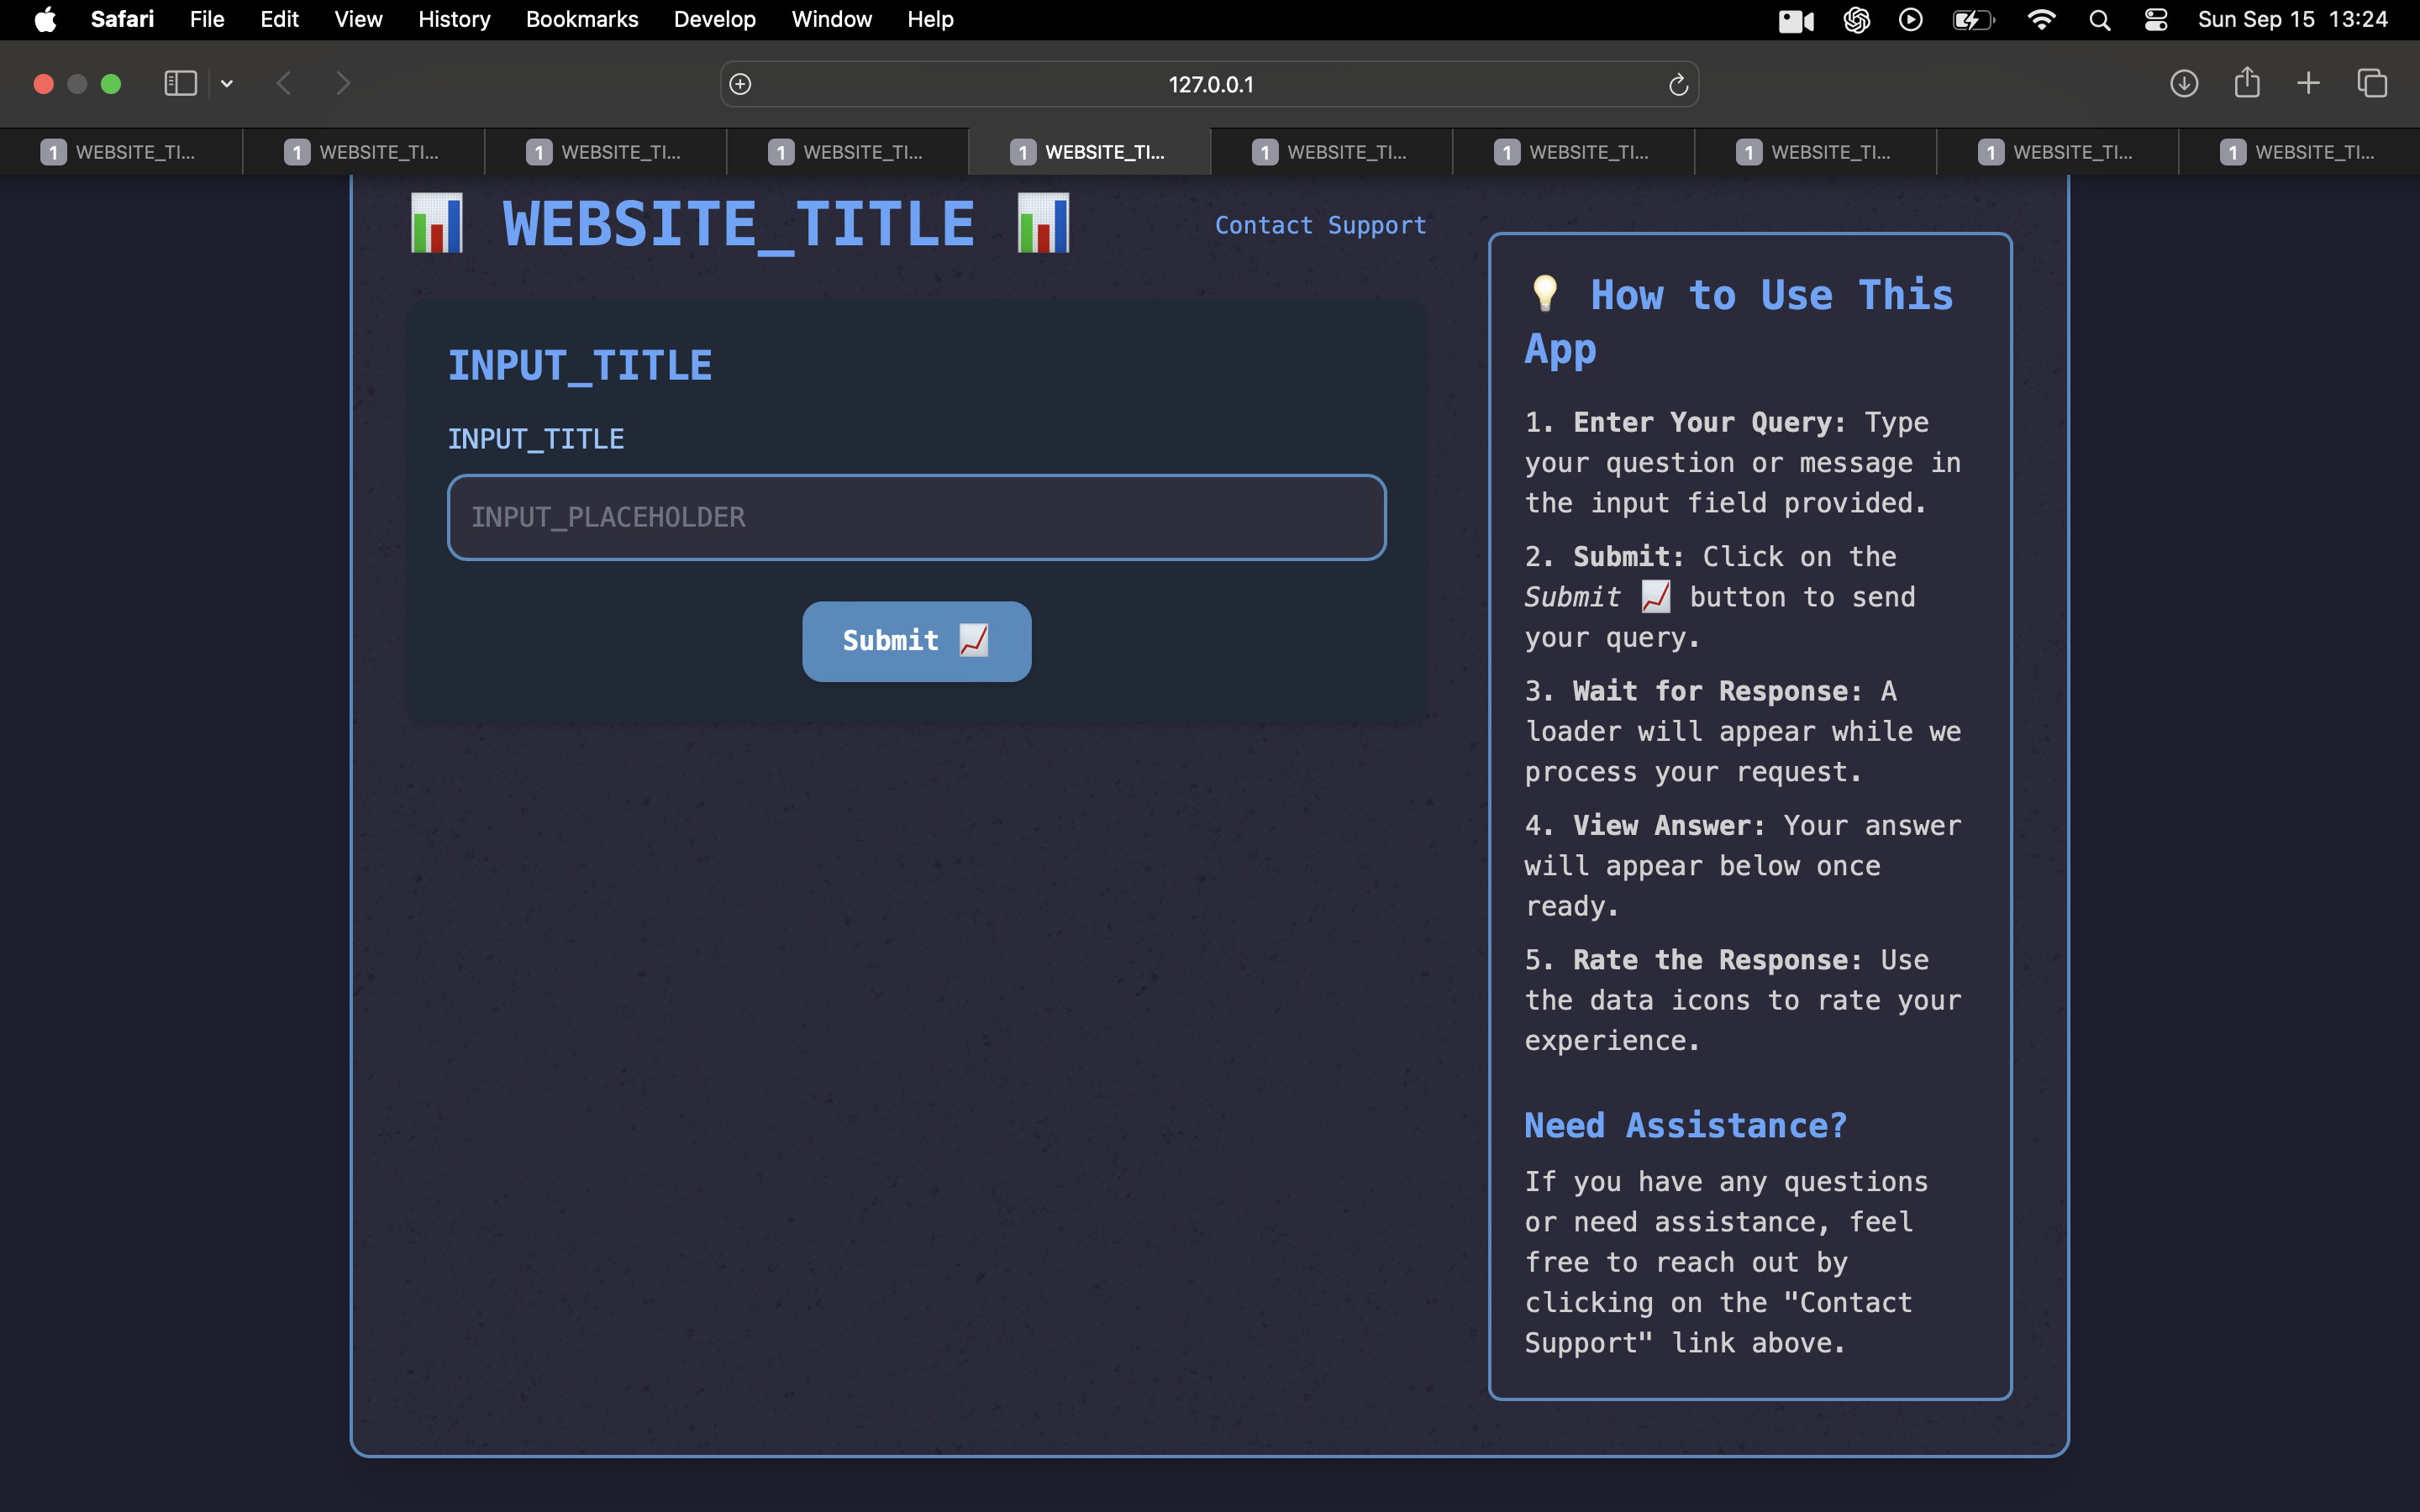 Safari File Edit View History Bookmarks Develop Window Help Sun Sep 15 13:24
127.0.0.1
1 WEBSITE_TI... 1 WEBSITE_TI... 1 WEBSITE_TI... 1 WEBSITE_TI... 1 WEBSITE_TI... 1 WEBSITE_TI... 1 WEBSITE_TI... 1 WEBSITE_TI... 1 WEBSITE_TI... 1 WEBSITE_TI...
📊 WEBSITE_TITLE 📊
Contact Support
INPUT_TITLE
INPUT_TITLE
INPUT_PLACEHOLDER
Submit 📈
💡 How to Use This
App
1. Enter Your Query: Type
your question or message in
the input field provided.
2. Submit: Click on the
Submit 📈 button to send
your query.
3. Wait for Response: A
loader will appear while we
process your request.
4. View Answer: Your answer
will appear below once
ready.
5. Rate the Response: Use
the data icons to rate your
experience.
Need Assistance?
If you have any questions
or need assistance, feel
free to reach out by
clicking on the "Contact
Support" link above.